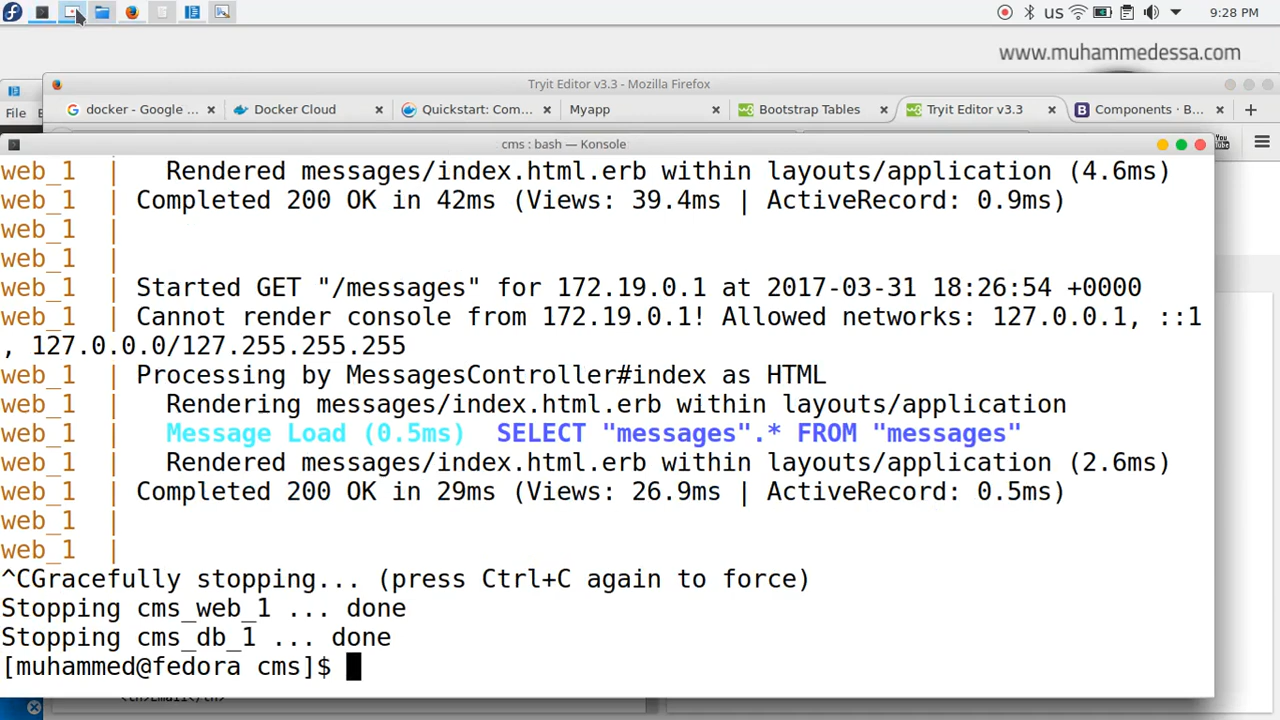 us
9:28 PM
www.muhammedessa.com
Tryit Editor v3.3 - Mozilla Firefox
File
docker - Google ...
Docker Cloud
Quickstart: Com...
Myapp
Bootstrap Tables
Tryit Editor v3.3
Components · B...
cms : bash — Konsole
web_1 | Rendered messages/index.html.erb within layouts/application (4.6ms)
web_1 | Completed 200 OK in 42ms (Views: 39.4ms | ActiveRecord: 0.9ms)
web_1 |
web_1 |
web_1 | Started GET "/messages" for 172.19.0.1 at 2017-03-31 18:26:54 +0000
web_1 | Cannot render console from 172.19.0.1! Allowed networks: 127.0.0.1, ::1
, 127.0.0.0/127.255.255.255
web_1 | Processing by MessagesController#index as HTML
web_1 | Rendering messages/index.html.erb within layouts/application
web_1 | Message Load (0.5ms) SELECT "messages".* FROM "messages"
web_1 | Rendered messages/index.html.erb within layouts/application (2.6ms)
web_1 | Completed 200 OK in 29ms (Views: 26.9ms | ActiveRecord: 0.5ms)
web_1 |
web_1 |
^CGracefully stopping... (press Ctrl+C again to force)
Stopping cms_web_1 ... done
Stopping cms_db_1 ... done
[muhammed@fedora cms]$